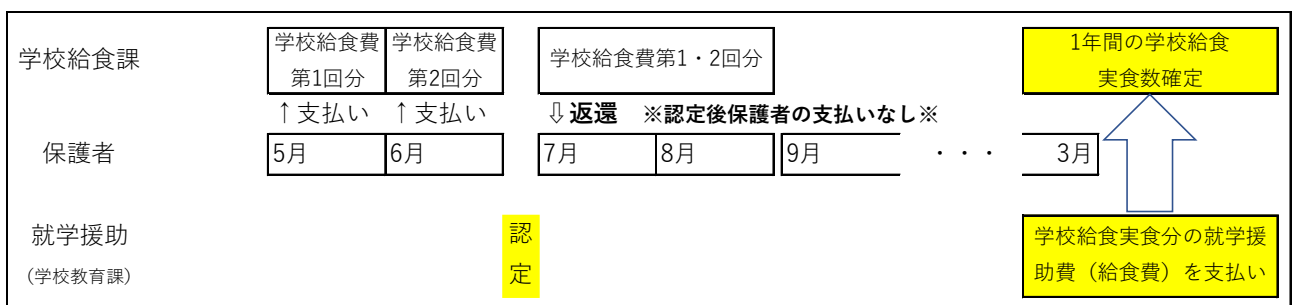 学校給食課
学校給食費
第1回分
学校給食費
第2回分
学校給食費第1・2回分
1年間の学校給食
実食数確定
↑支払い
↑支払い
⇩返還 ※認定後保護者の支払いなし※
保護者
5月
6月
7月
8月
9月
・・・
3月
就学援助
(学校教育課)
認
定
学校給食実食分の就学援
助費（給食費）を支払い